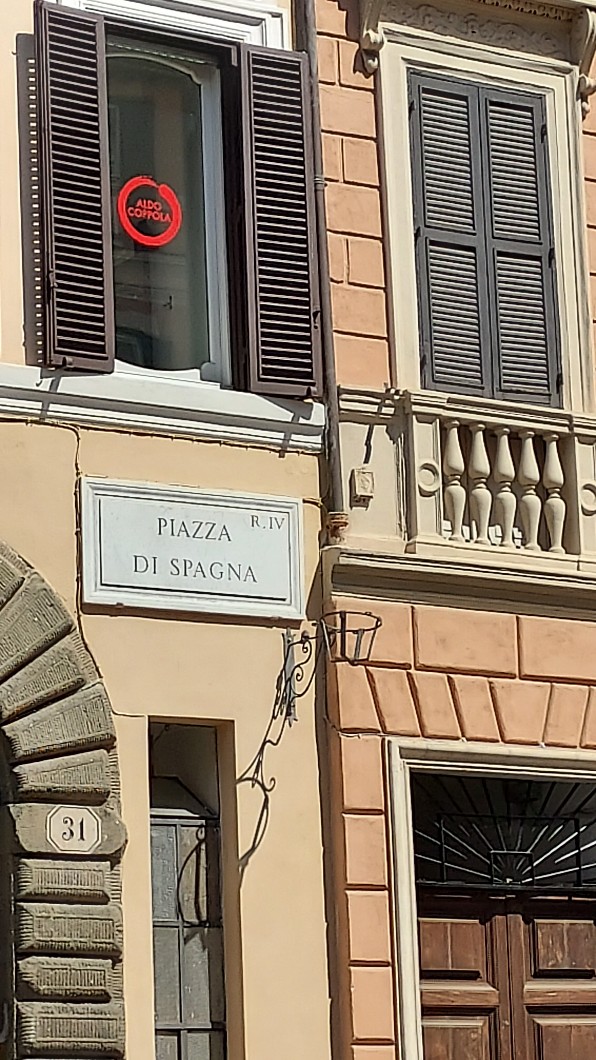 ALDO
COPPOLA
PIAZZA R.IV
DI SPAGNA
31